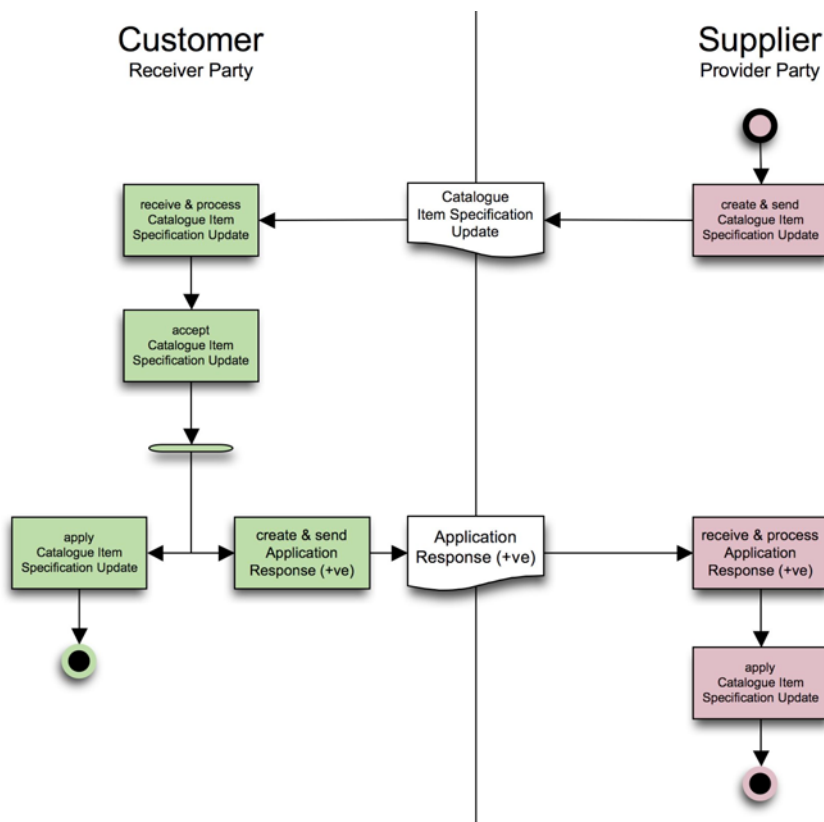 Customer
Receiver Party
Supplier
Provider Party
receive & process
Catalogue Item
Specification Update
Catalogue
Item Specification
Update
create & send
Catalogue Item
Specification Update
accept
Catalogue Item
Specification Update
apply
Catalogue Item
Specification Update
create & send
Application
Response (+ve)
Application
Response (+ve)
receive & process
Application
Response (+ve)
apply
Catalogue Item
Specification Update